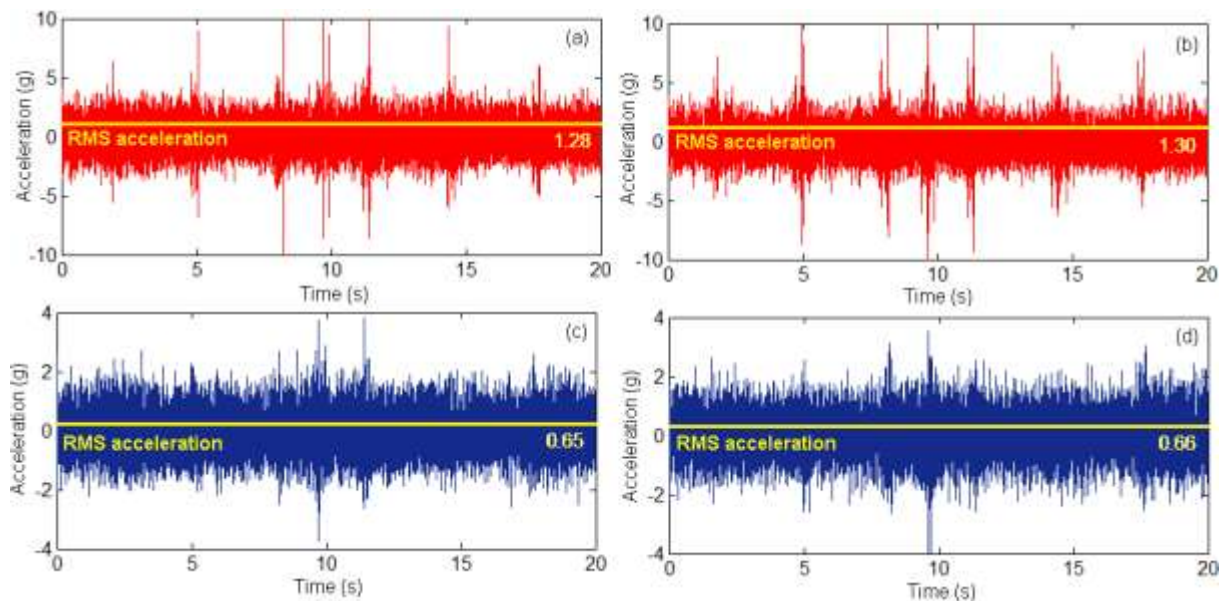 10
5
0
-5
-10
Acceleration (g)
(a)
RMS acceleration
1.28
0 5 10 15 20
Time (s)
10
5
0
-5
-10
Acceleration (g)
(b)
RMS acceleration
1.30
0 5 10 15 20
Time (s)
4
2
0
-2
-4
Acceleration (g)
(c)
RMS acceleration
0.65
0 5 10 15 20
Time (s)
4
2
0
-2
-4
Acceleration (g)
(d)
RMS acceleration
0.66
0 5 10 15 20
Time (s)